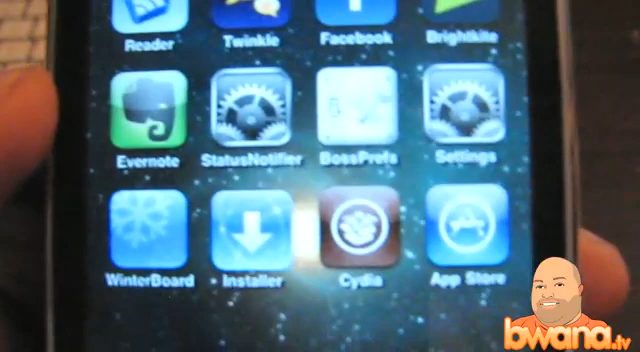 Reader Twinkle Facebook Brightkite
Evernote StatusNotifier BossPrefs Settings
WinterBoard Installer Cydia App Store
bwana.tv